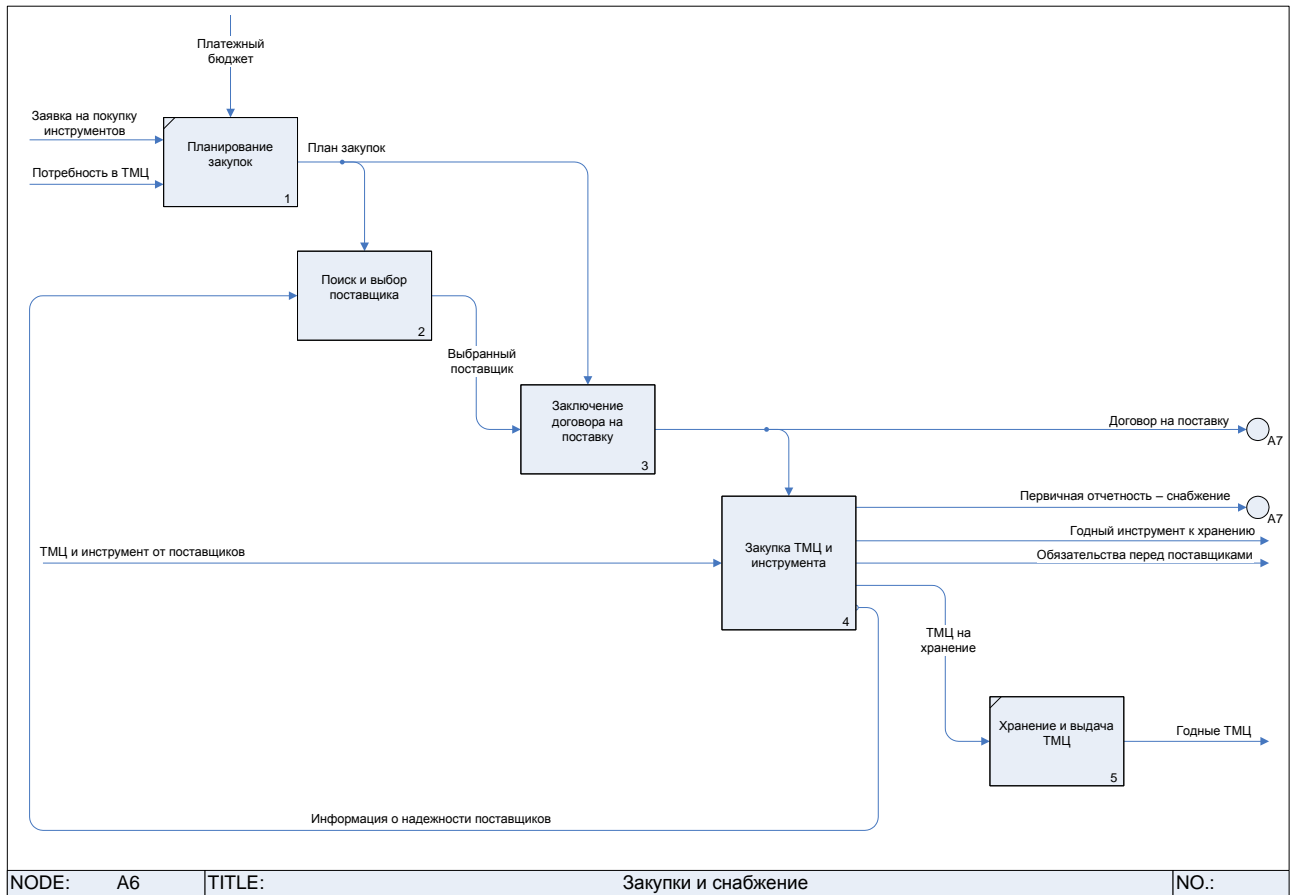 Платежный
бюджет
Заявка на покупку
инструментов
Потребность в ТМЦ
Планирование
закупок
1
План закупок
Поиск и выбор
поставщика
2
Выбранный
поставщик
Заключение
договора на
поставку
3
Договор на поставку
A7
Первичная отчетность – снабжение
A7
Годный инструмент к хранению
Обязательства перед поставщиками
ТМЦ и инструмент от поставщиков
Закупка ТМЦ и
инструмента
4
ТМЦ на
хранение
Хранение и выдача
ТМЦ
5
Годные ТМЦ
Информация о надежности поставщиков
NODE: A6 TITLE: Закупки и снабжение NO.: